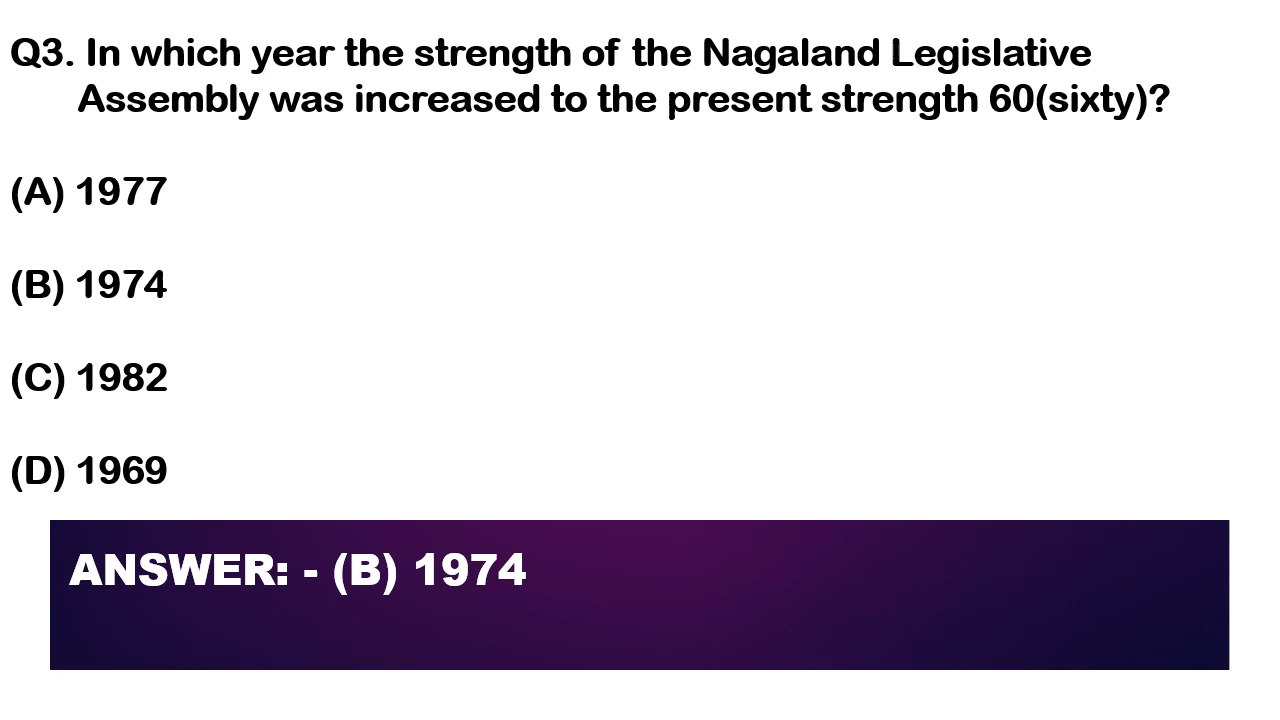 Q3. In which year the strength of the Nagaland Legislative
Assembly was increased to the present strength 60(sixty)?
(A) 1977
(B) 1974
(C) 1982
(D) 1969
ANSWER: - (B) 1974